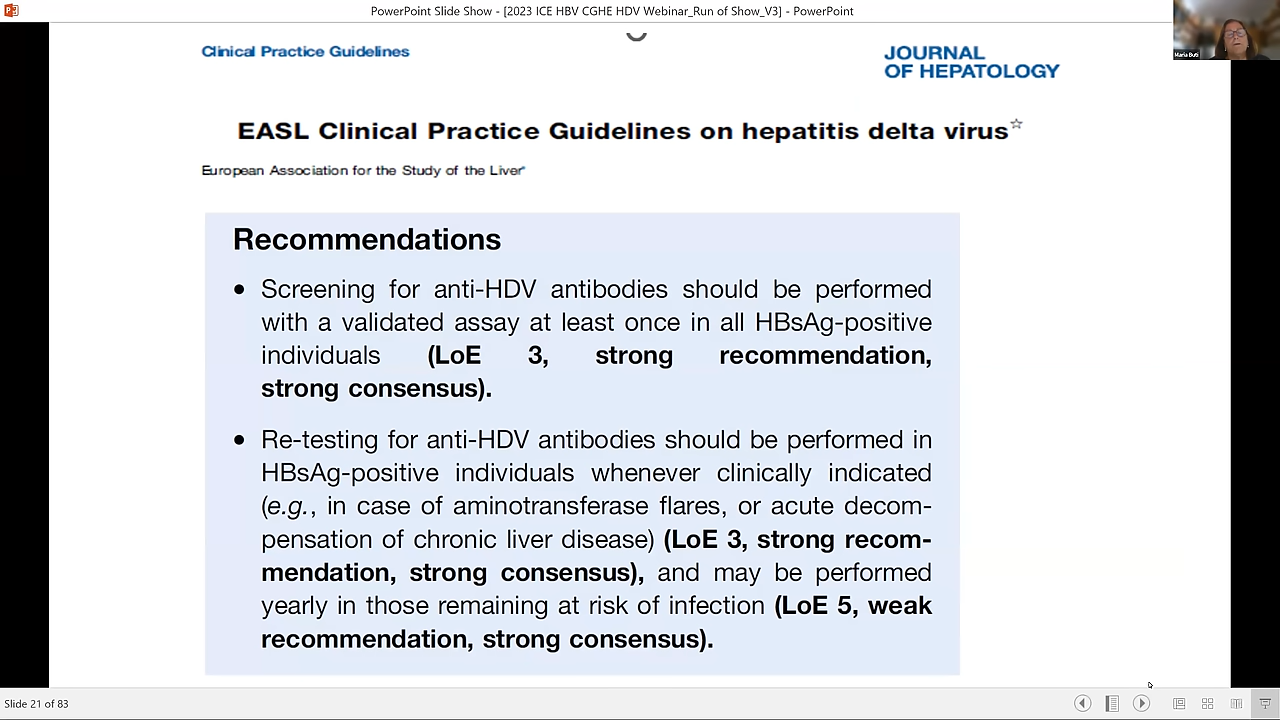 PowerPoint Slide Show - [2023 ICE HBV CGHE HDV Webinar_Run of Show_V3] - PowerPoint
Maria Buti
Clinical Practice Guidelines
JOURNAL
OF HEPATOLOGY
EASL Clinical Practice Guidelines on hepatitis delta virus☆
European Association for the Study of the Liver*
Recommendations
• Screening for anti-HDV antibodies should be performed
with a validated assay at least once in all HBsAg-positive
individuals (LoE 3, strong recommendation,
strong consensus).
• Re-testing for anti-HDV antibodies should be performed in
HBsAg-positive individuals whenever clinically indicated
(e.g., in case of aminotransferase flares, or acute decom-
pensation of chronic liver disease) (LoE 3, strong recom-
mendation, strong consensus), and may be performed
yearly in those remaining at risk of infection (LoE 5, weak
recommendation, strong consensus).
Slide 21 of 83